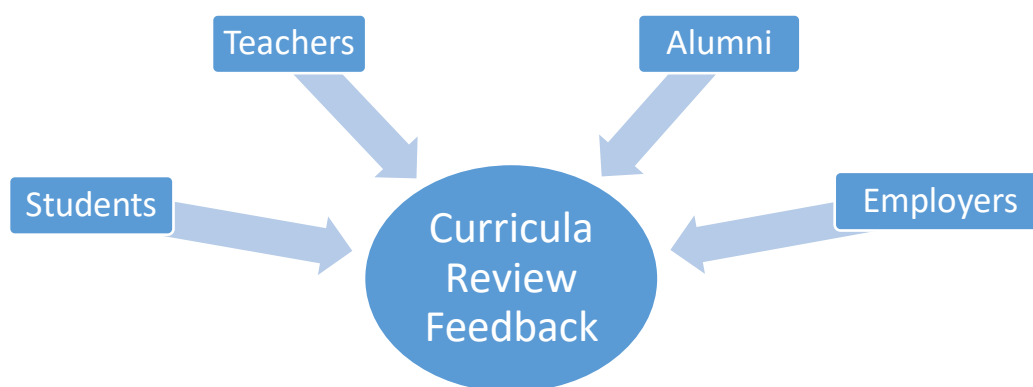 Teachers
Alumni
Students
Employers
Curricula
Review
Feedback